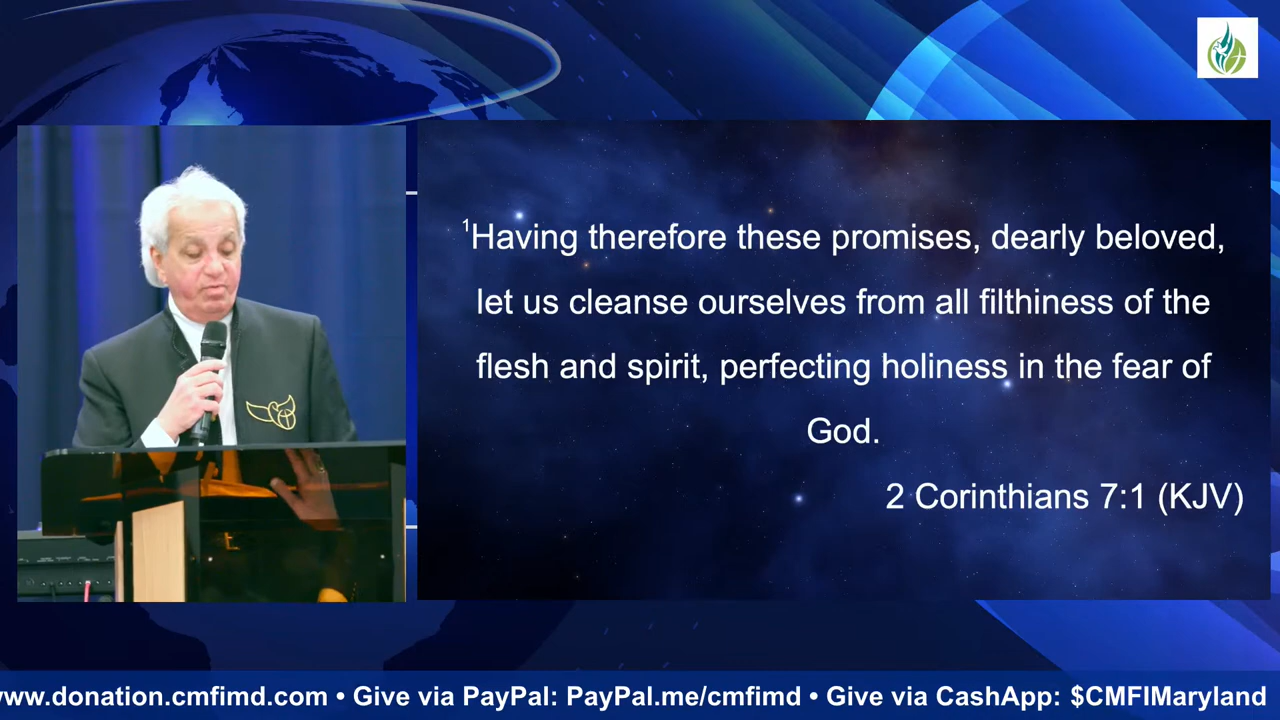 ¹Having therefore these promises, dearly beloved,
let us cleanse ourselves from all filthiness of the
flesh and spirit, perfecting holiness in the fear of
God.
2 Corinthians 7:1 (KJV)
www.donation.cmfimd.com • Give via PayPal: PayPal.me/cmfimd • Give via CashApp: $CMFIMaryland